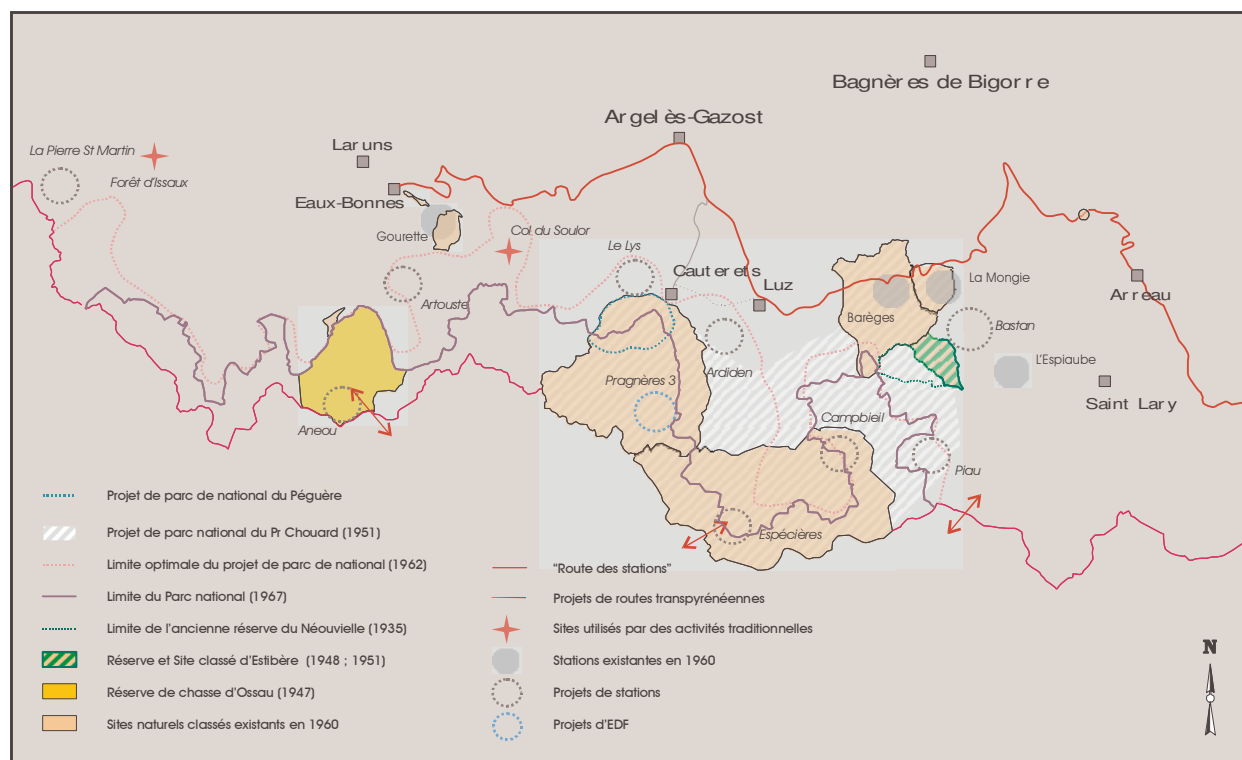 Bagnères de Bigorre
Argelès-Gazost
La Pierre St Martin
Laruns
Forêt d'Issaux
Eaux-Bonnes
Gourette
Col du Soulor
Le Lys
Cauterets
Luz
La Mongie
Arreau
Artouste
Barèges
Bastan
Ardiden
L'Espiaube
Pragnères 3
Saint Lary
Aneou
Campbieil
Piau
Espécières
Projet de parc de national du Péguère
Projet de parc national du Pr Chouard (1951)
Limite optimale du projet de parc de national (1962)
Limite du Parc national (1967)
Limite de l'ancienne réserve du Néouvielle (1935)
Réserve et Site classé d'Estibère (1948 ; 1951)
Réserve de chasse d'Ossau (1947)
Sites naturels classés existants en 1960
"Route des stations"
Projets de routes transpyrénéennes
Sites utilisés par des activités traditionnelles
Stations existantes en 1960
Projets de stations
Projets d'EDF
N